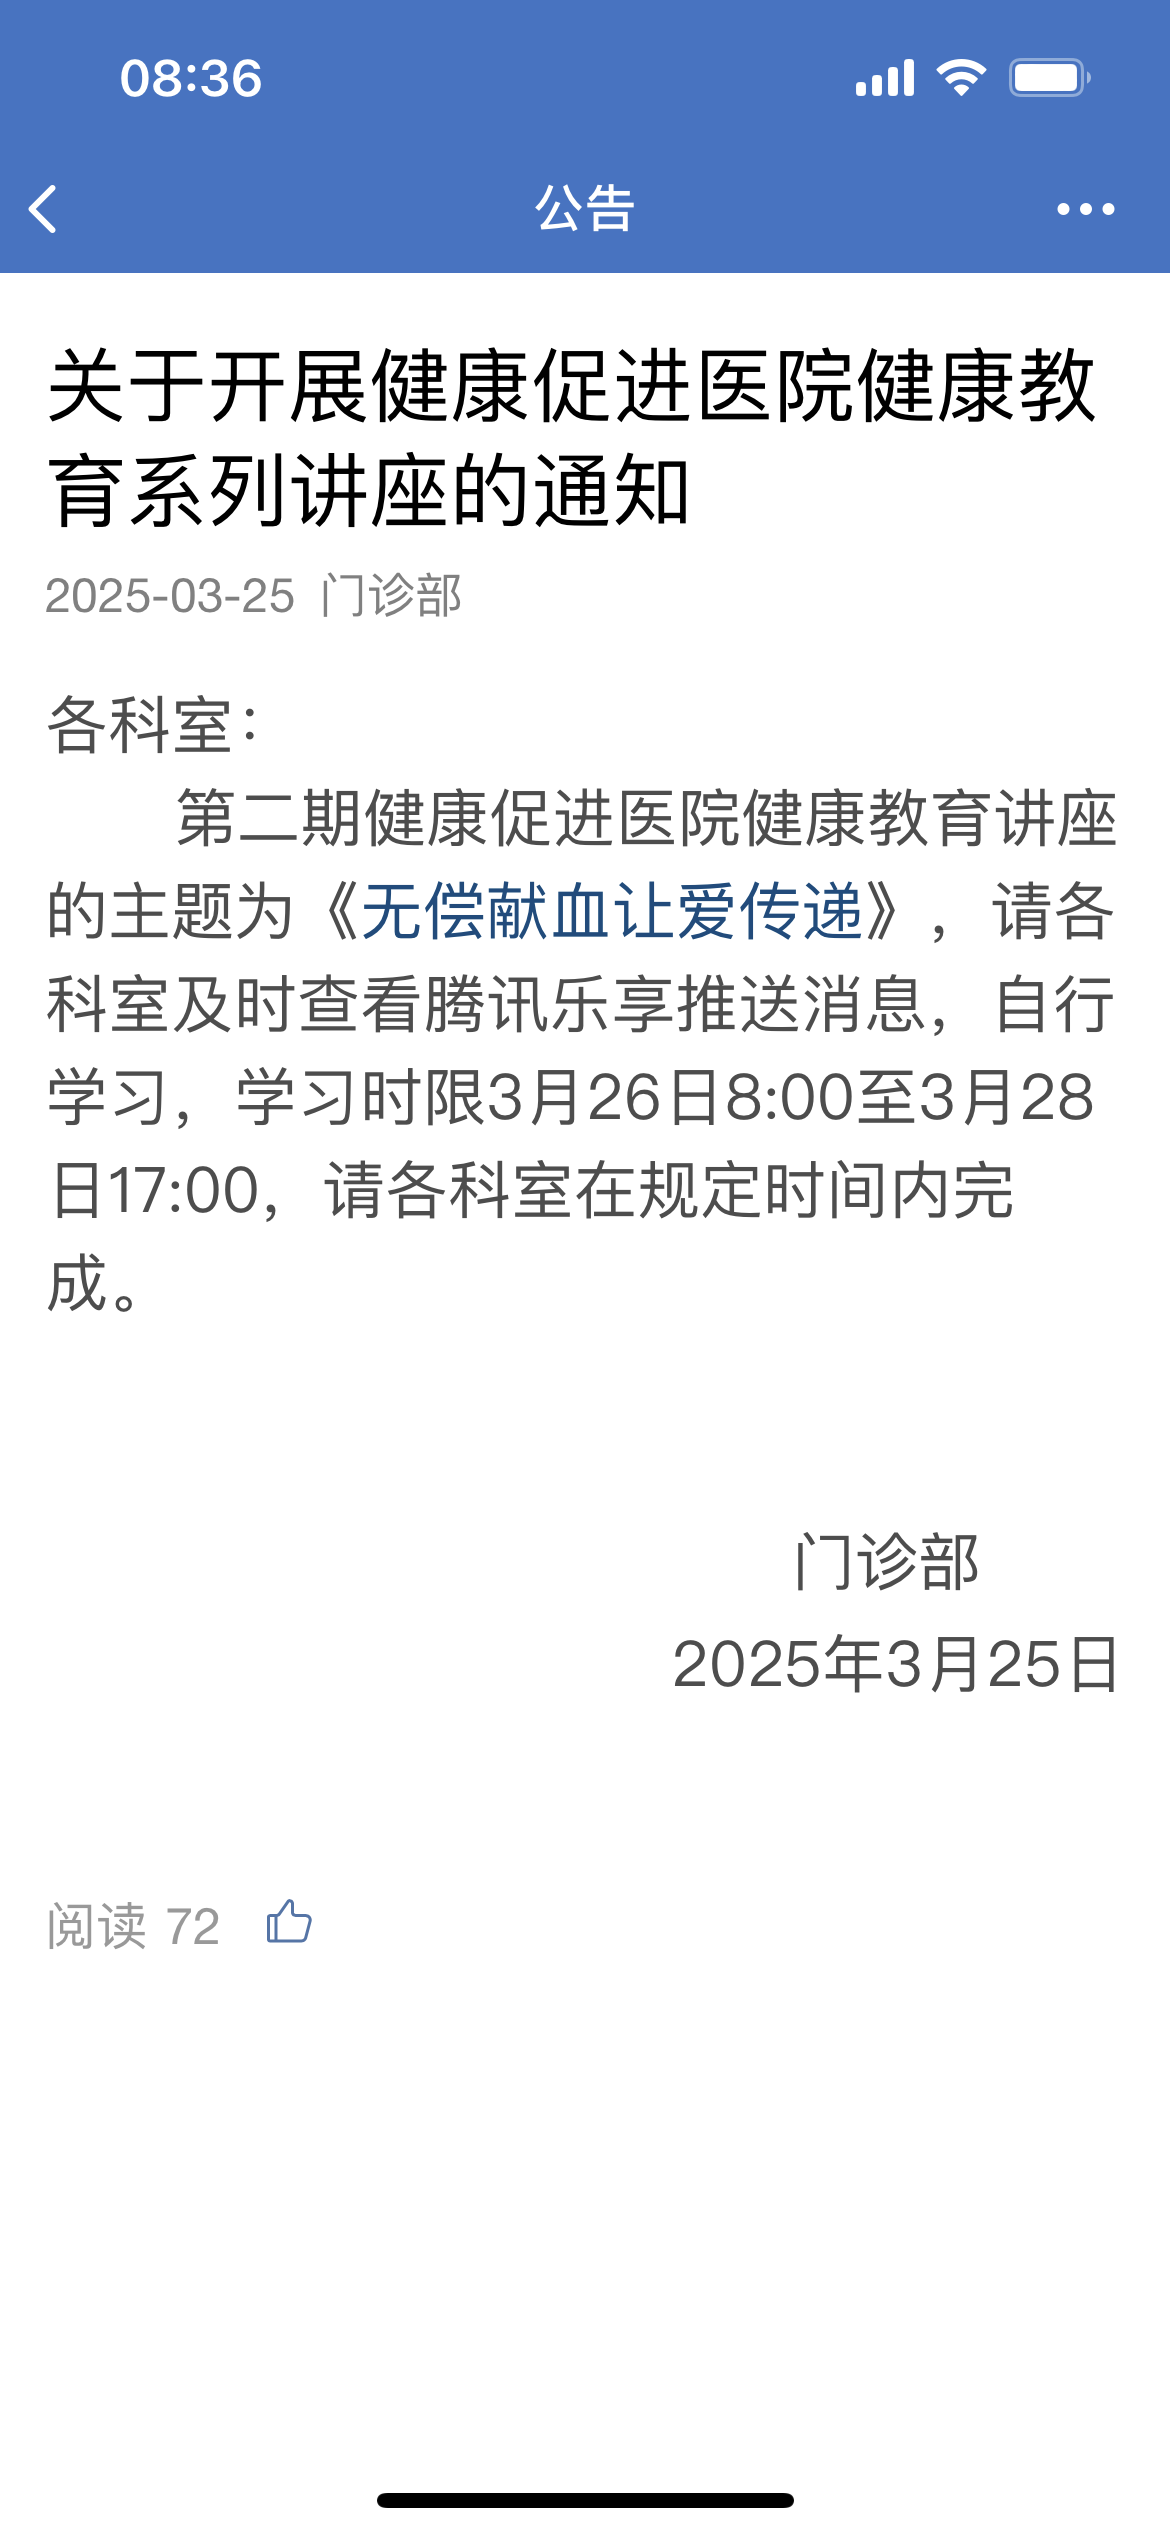 08:36
公告
关于开展健康促进医院健康教
育系列讲座的通知
2025-03-25 门诊部
各科室：
第二期健康促进医院健康教育讲座
的主题为《无偿献血让爱传递》，请各
科室及时查看腾讯乐享推送消息，自行
学习，学习时限3月26日8:00至3月28
日17:00，请各科室在规定时间内完
成。
门诊部
2025年3月25日
阅读 72